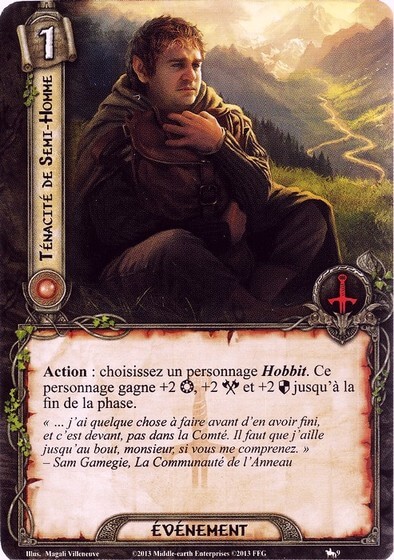 1
TÉNACITÉ DE SEMI-HOMME
Action : choisissez un personnage Hobbit. Ce
personnage gagne +2 , +2 et +2 jusqu'à la
fin de la phase.
« ... j'ai quelque chose à faire avant d'en avoir fini,
et c'est devant, pas dans la Comté. Il faut que j'aille
jusqu'au bout, monsieur, si vous me comprenez. »
– Sam Gamegie, La Communauté de l'Anneau
ÉVÉNEMENT
Illus. Magali Villeneuve
©2013 Middle-earth Enterprises ©2013 FFG
9